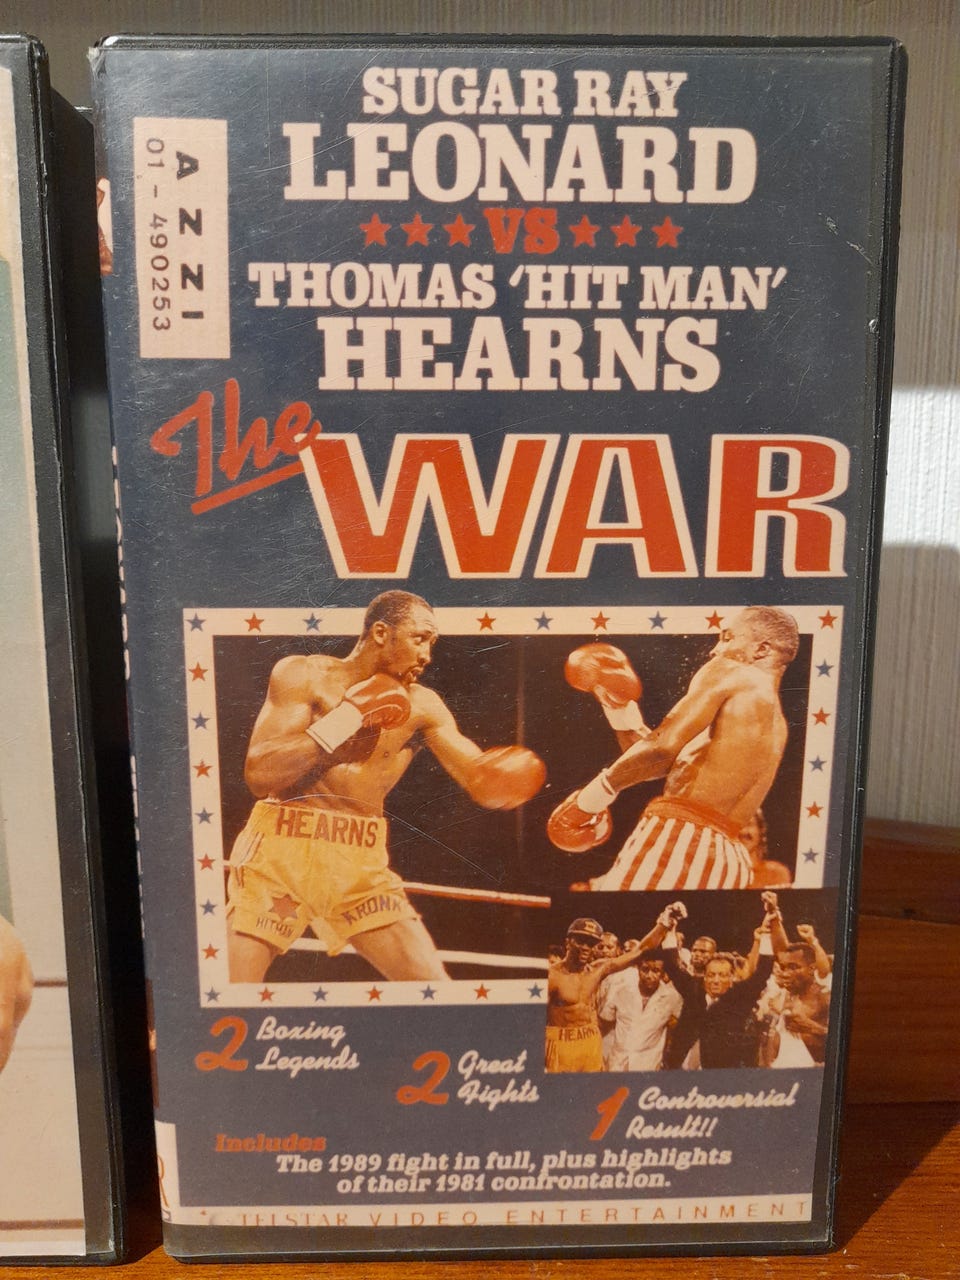 SUGAR RAY
LEONARD
VS
THOMAS 'HIT MAN'
HEARNS
AZZI
01-490253
The WAR
HEARNS
HITMAN
KRONK
HEARNS
2 Boxing
Legends
2 Great
Fights
1 Controversial
Result!!
Includes
The 1989 fight in full, plus highlights
of their 1981 confrontation.
TELSTAR VIDEO ENTERTAINMENT